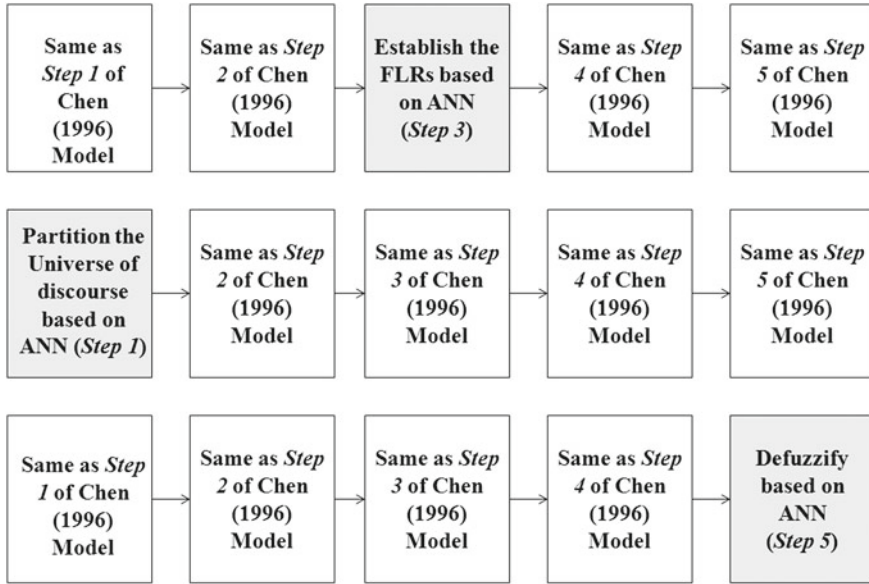 Same as
Step 1 of
Chen
(1996)
Model
Same as Step
2 of Chen
(1996)
Model
Establish the
FLRs based
on ANN
(Step 3)
Same as Step
4 of Chen
(1996)
Model
Same as Step
5 of Chen
(1996)
Model
Partition the
Universe of
discourse
based on
ANN (Step 1)
Same as Step
2 of Chen
(1996)
Model
Same as Step
3 of Chen
(1996)
Model
Same as Step
4 of Chen
(1996)
Model
Same as Step
5 of Chen
(1996)
Model
Same as Step
1 of Chen
(1996)
Model
Same as Step
2 of Chen
(1996)
Model
Same as Step
3 of Chen
(1996)
Model
Same as Step
4 of Chen
(1996)
Model
Defuzzify
based on
ANN
(Step 5)